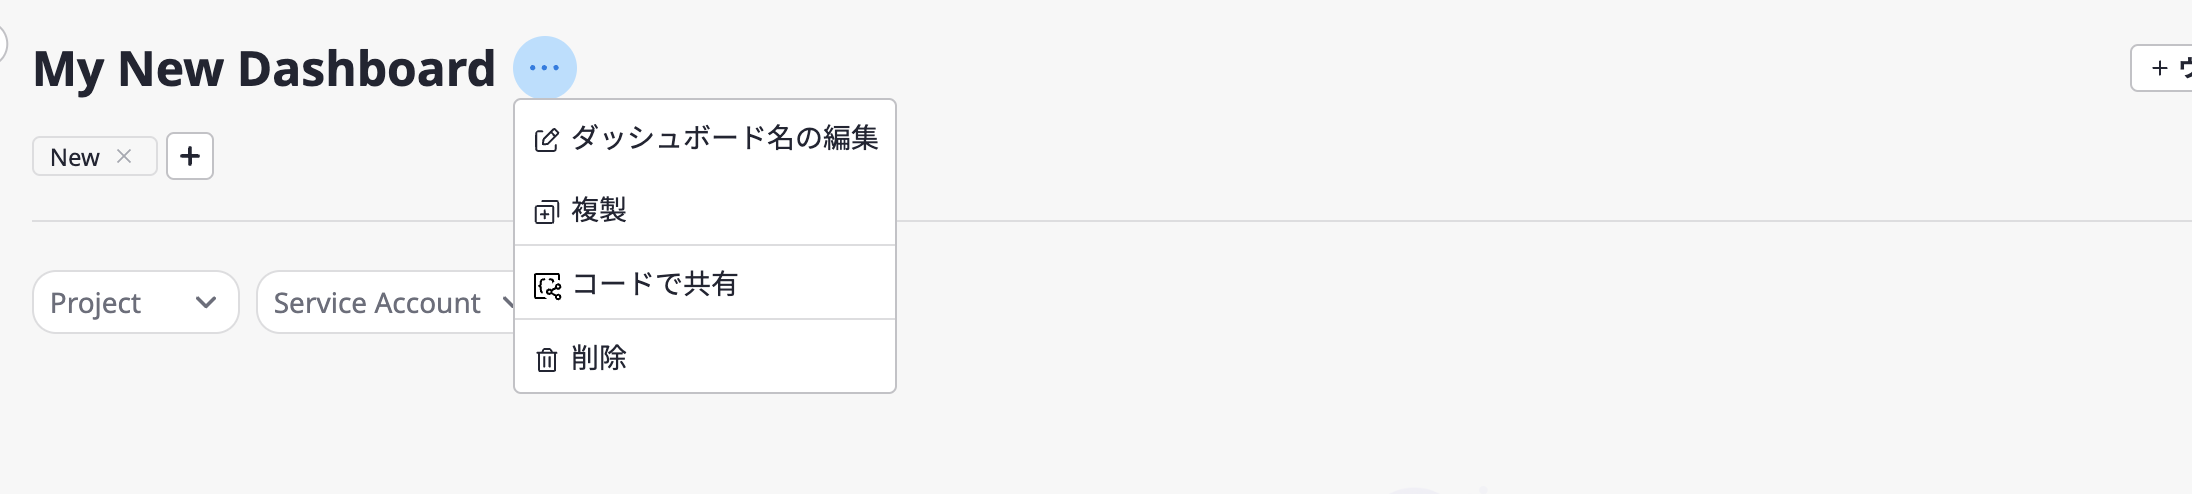 My New Dashboard
ダッシュボード名の編集
New
複製
コードで共有
Project
Service Account
削除